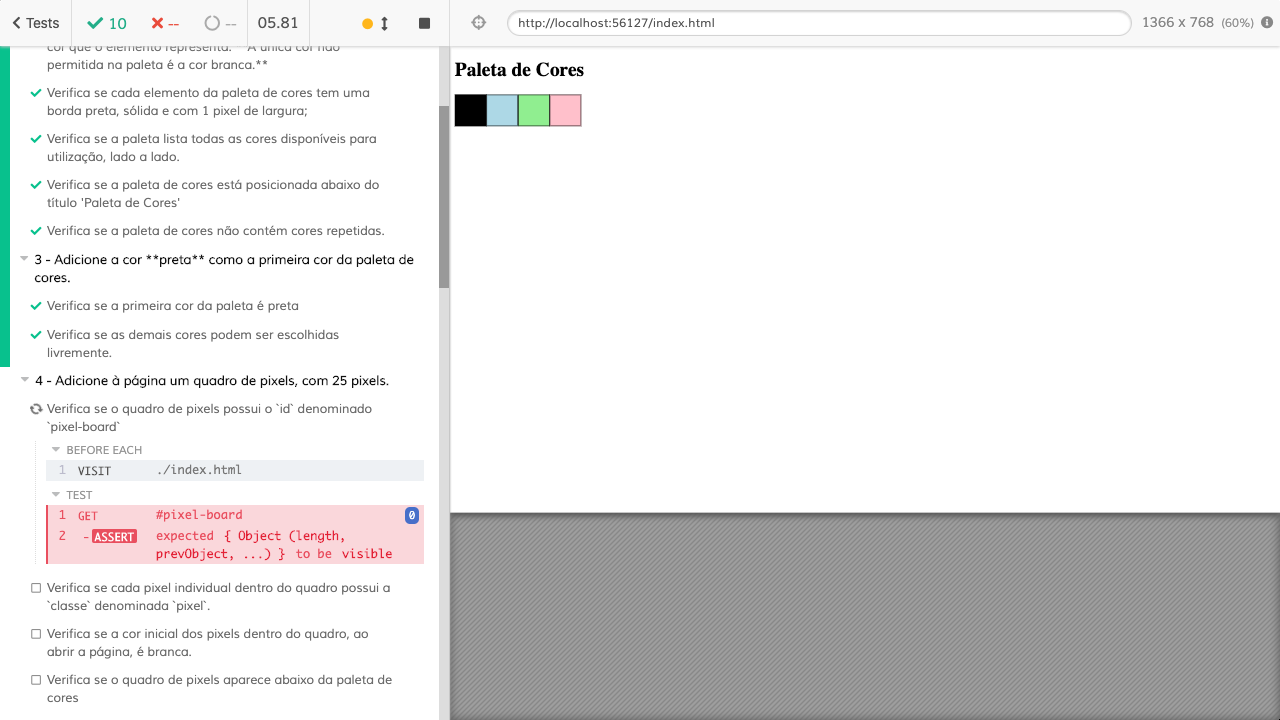 Tests 10 -- -- 05.81 http://localhost:56127/index.html 1366 x 768 (60%)
cor que o elemento representa. **A única cor não
permitida na paleta é a cor branca.**
Verifica se cada elemento da paleta de cores tem uma
borda preta, sólida e com 1 pixel de largura;
Verifica se a paleta lista todas as cores disponíveis para
utilização, lado a lado.
Verifica se a paleta de cores está posicionada abaixo do
título 'Paleta de Cores'
Verifica se a paleta de cores não contém cores repetidas.
3 - Adicione a cor **preta** como a primeira cor da paleta de
cores.
Verifica se a primeira cor da paleta é preta
Verifica se as demais cores podem ser escolhidas
livremente.
4 - Adicione à página um quadro de pixels, com 25 pixels.
Verifica se o quadro de pixels possui o `id` denominado
`pixel-board`
BEFORE EACH
1 VISIT ./index.html
TEST
1 GET #pixel-board 0
2 -ASSERT expected { Object (length,
prevObject, ...) } to be visible
Verifica se cada pixel individual dentro do quadro possui a
`classe` denominada `pixel`.
Verifica se a cor inicial dos pixels dentro do quadro, ao
abrir a página, é branca.
Verifica se o quadro de pixels aparece abaixo da paleta de
cores
Paleta de Cores